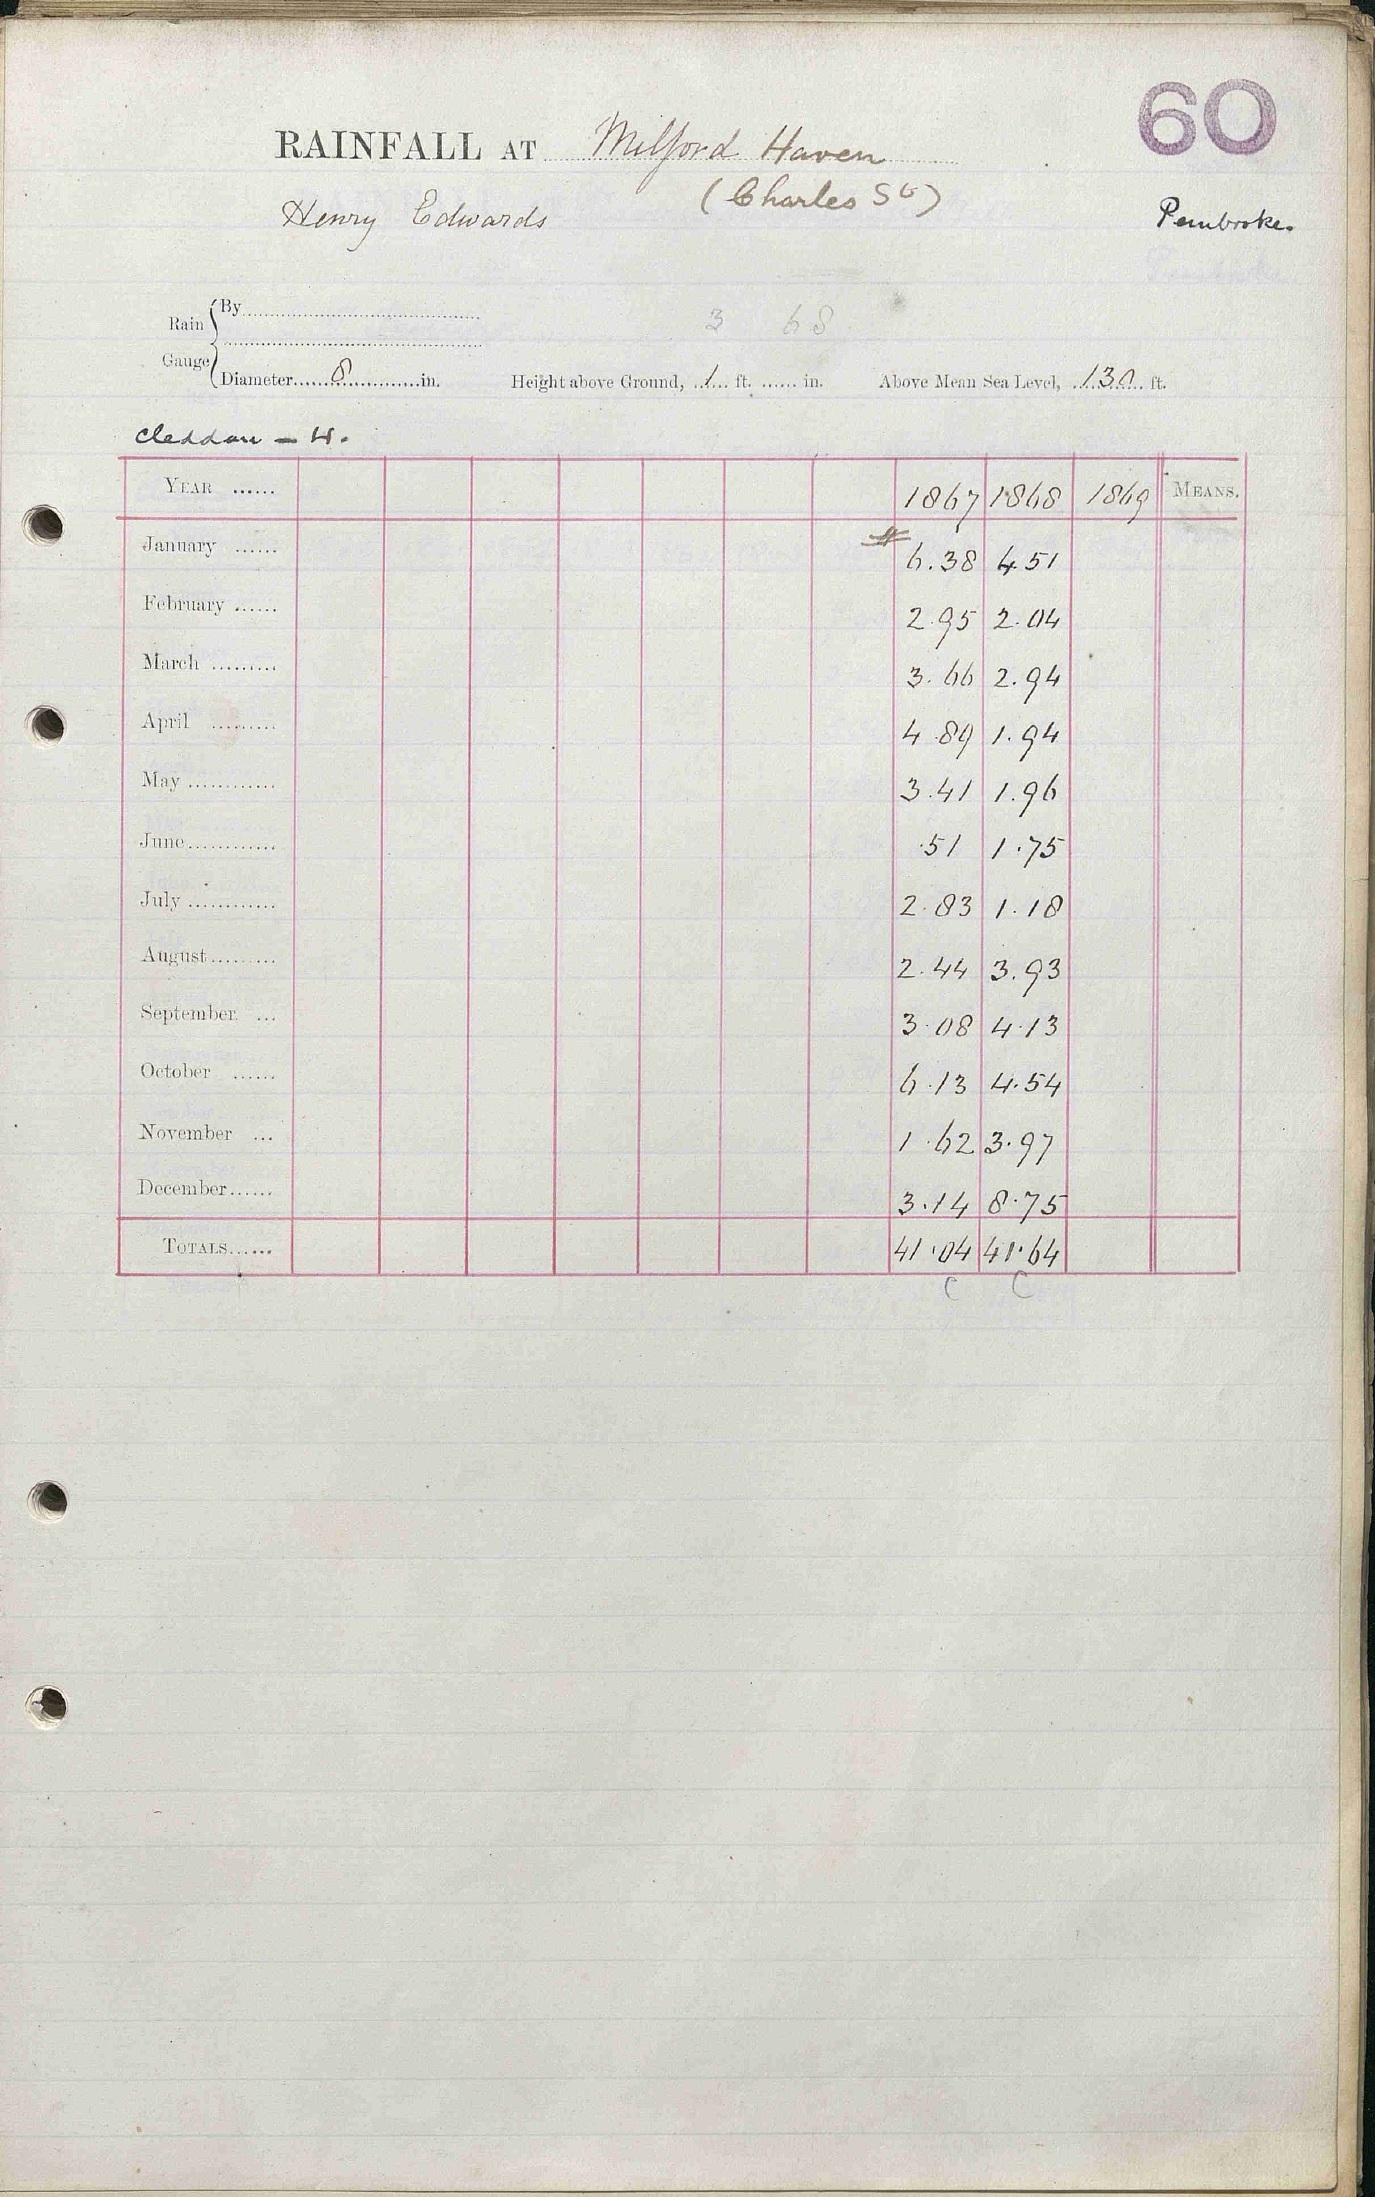 60
RAINFALL AT Milford Haven
(Charles St)
Henry Edwards
Pembroke.
Rain Gauge
By
3 68
Diameter 8 in. Height above Ground, 1 ft. in. Above Mean Sea Level, 130 ft.
Cleddau - H.
YEAR 1867 1868 1869 MEANS.
January 6.38 4.51
February 2.95 2.04
March 3.66 2.94
April 4.89 1.94
May 3.41 1.96
June .51 1.75
July 2.83 1.18
August 2.44 3.93
September 3.08 4.13
October 6.13 4.54
November 1.62 3.97
December 3.14 8.75
TOTALS 41.04 41.64
C C